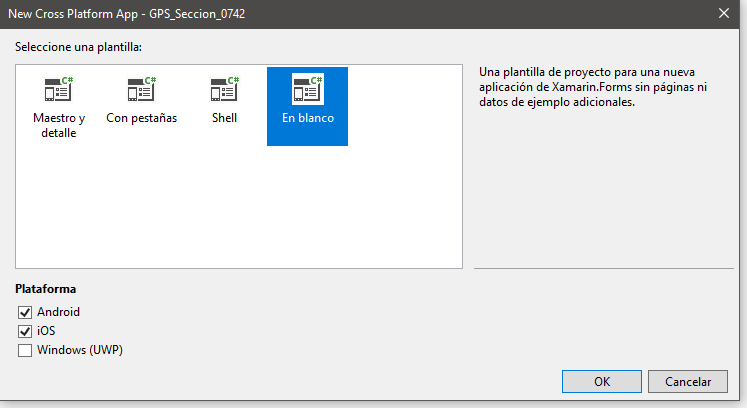 New Cross Platform App - GPS_Seccion_0742
Seleccione una plantilla:
C#
C#
C#
C#
Maestro y
detalle
Con pestañas
Shell
En blanco
Una plantilla de proyecto para una nueva
aplicación de Xamarin.Forms sin páginas ni
datos de ejemplo adicionales.
Plataforma
Android
iOS
Windows (UWP)
OK
Cancelar